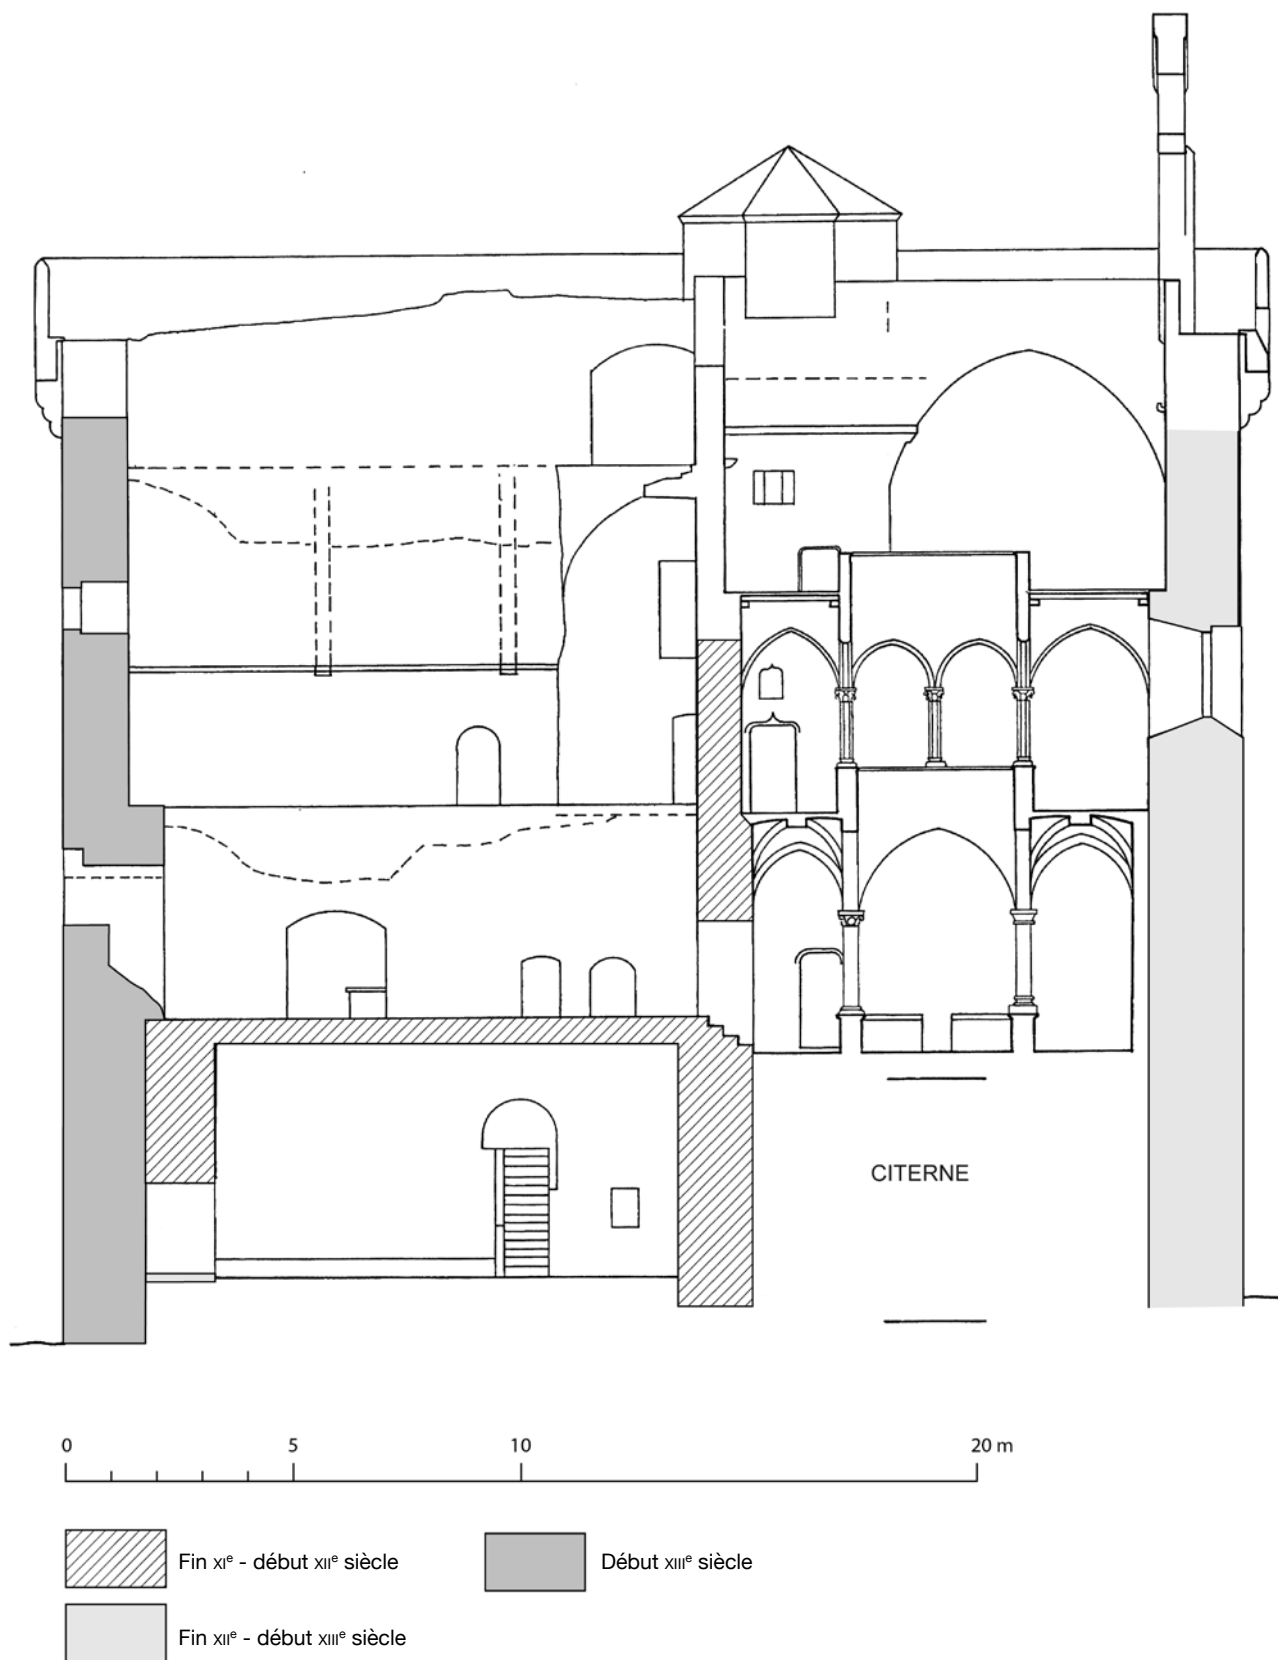 CITERNE
0 5 10 20 m
Fin XIᵉ - début XIIᵉ siècle
Début XIIIᵉ siècle
Fin XIIᵉ - début XIIIᵉ siècle